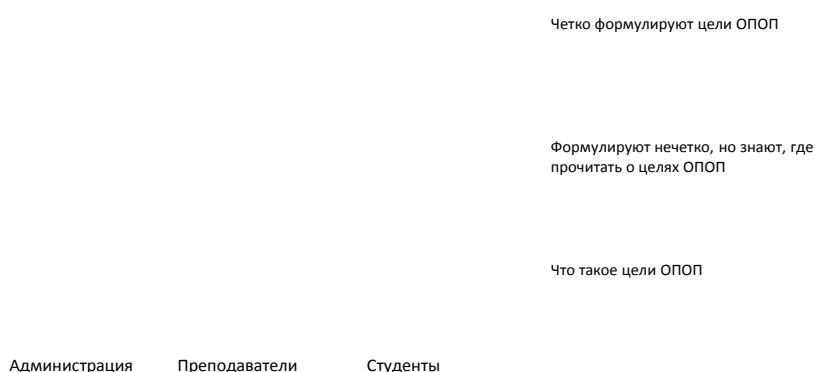 Четко формулируют цели ОПОП
Формулируют нечетко, но знают, где
прочитать о целях ОПОП
Что такое цели ОПОП
Администрация Преподаватели Студенты